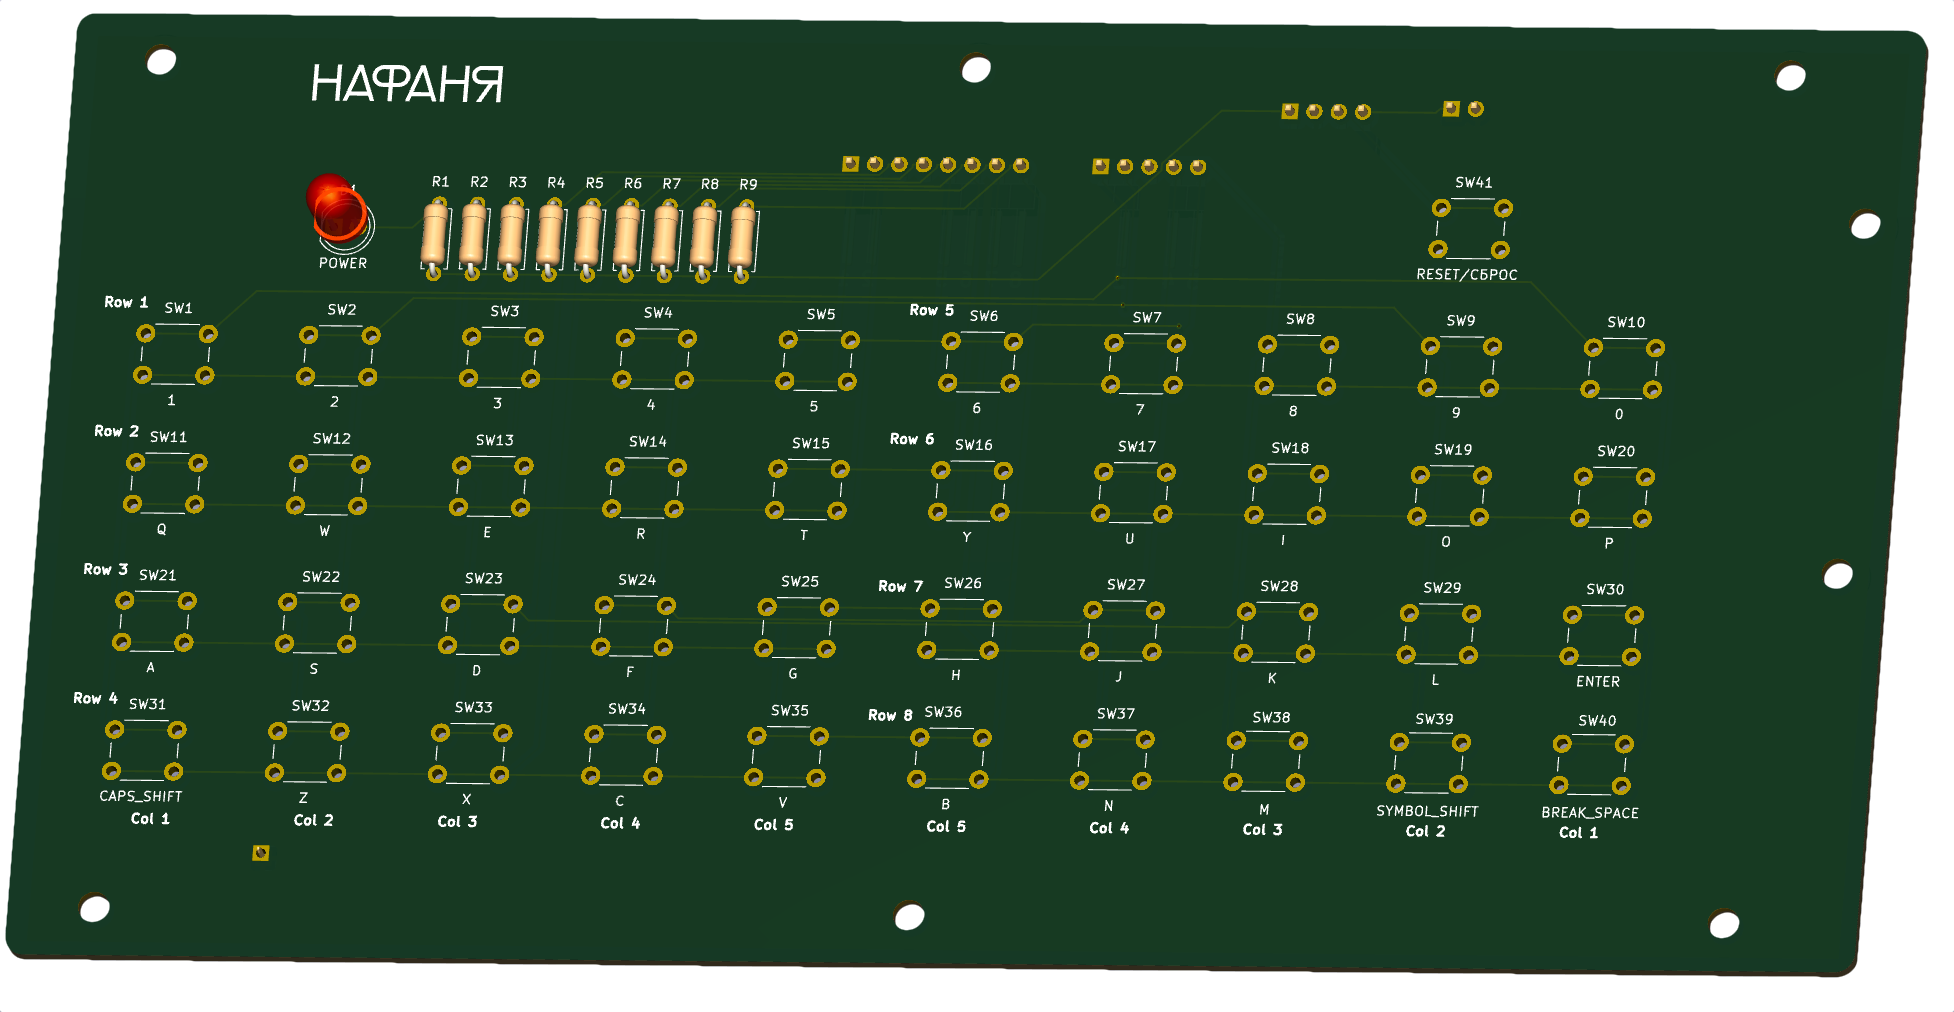 НАФАНЯ
R1 R2 R3 R4 R5 R6 R7 R8 R9
SW41
POWER
RESET/СБРОС
Row 1 SW1 SW2 SW3 SW4 SW5 Row 5 SW6 SW7 SW8 SW9 SW10
1 2 3 4 5 6 7 8 9 0
Row 2 SW11 SW12 SW13 SW14 SW15 Row 6 SW16 SW17 SW18 SW19 SW20
Q W E R T Y U I O P
Row 3 SW21 SW22 SW23 SW24 SW25 Row 7 SW26 SW27 SW28 SW29 SW30
A S D F G H J K L ENTER
Row 4 SW31 SW32 SW33 SW34 SW35 Row 8 SW36 SW37 SW38 SW39 SW40
CAPS_SHIFT Z X C V B N M SYMBOL_SHIFT BREAK_SPACE
Col 1 Col 2 Col 3 Col 4 Col 5 Col 5 Col 4 Col 3 Col 2 Col 1